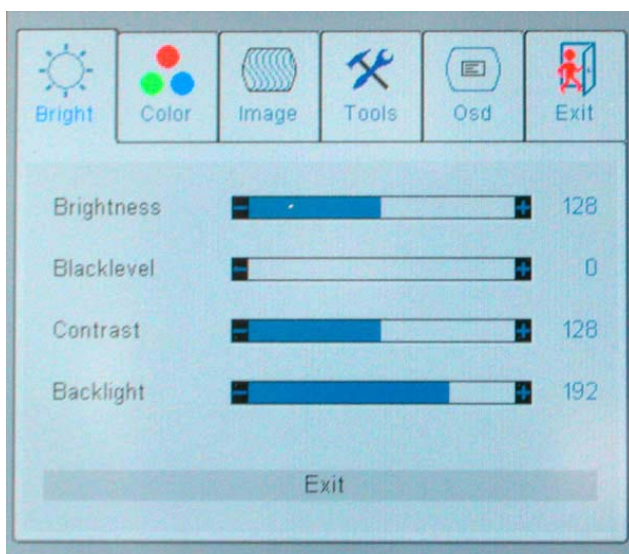 Bright Color Image Tools Osd Exit
Brightness - + 128
Blacklevel - + 0
Contrast - + 128
Backlight - + 192
Exit